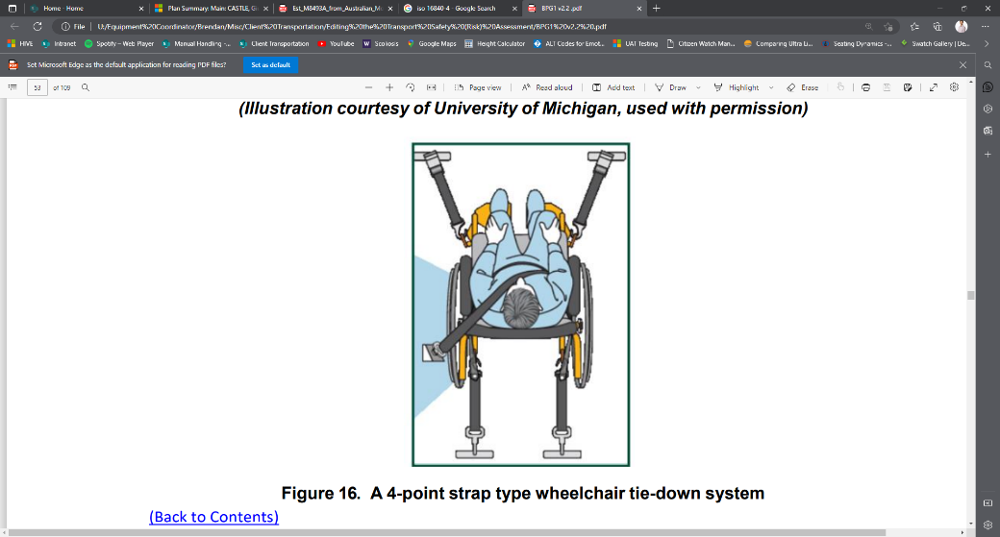 Home - Home
Plan Summary: Maire CASTLE, Gi
Est_M8493A_from_Australian_Mo
iso 16840-4 - Google Search
BPG1 v2.2 .pdf
File
U:/Equipment%20Coordinator/Brendan/Misc/Client%20Transportation/Editing%20the%20Transport%20Safety%20(Risk)%20Assessment/BPG1%20v2.2%20.pdf
HIVE
Intranet
Spotify – Web Player
Manual Handling -...
Client Transportation
YouTube
Scoliosis
Google Maps
Height Calculator
ALT Codes for Emot...
UAT Testing
Citizen Watch Man...
Comparing Ultra Li...
Seating Dynamics -...
Swatch Gallery | De...
Set Microsoft Edge as the default application for reading PDF files?
Set as default
53
of 109
Page view
Read aloud
Add text
Draw
Highlight
Erase
(Illustration courtesy of University of Michigan, used with permission)
Figure 16. A 4-point strap type wheelchair tie-down system
(Back to Contents)